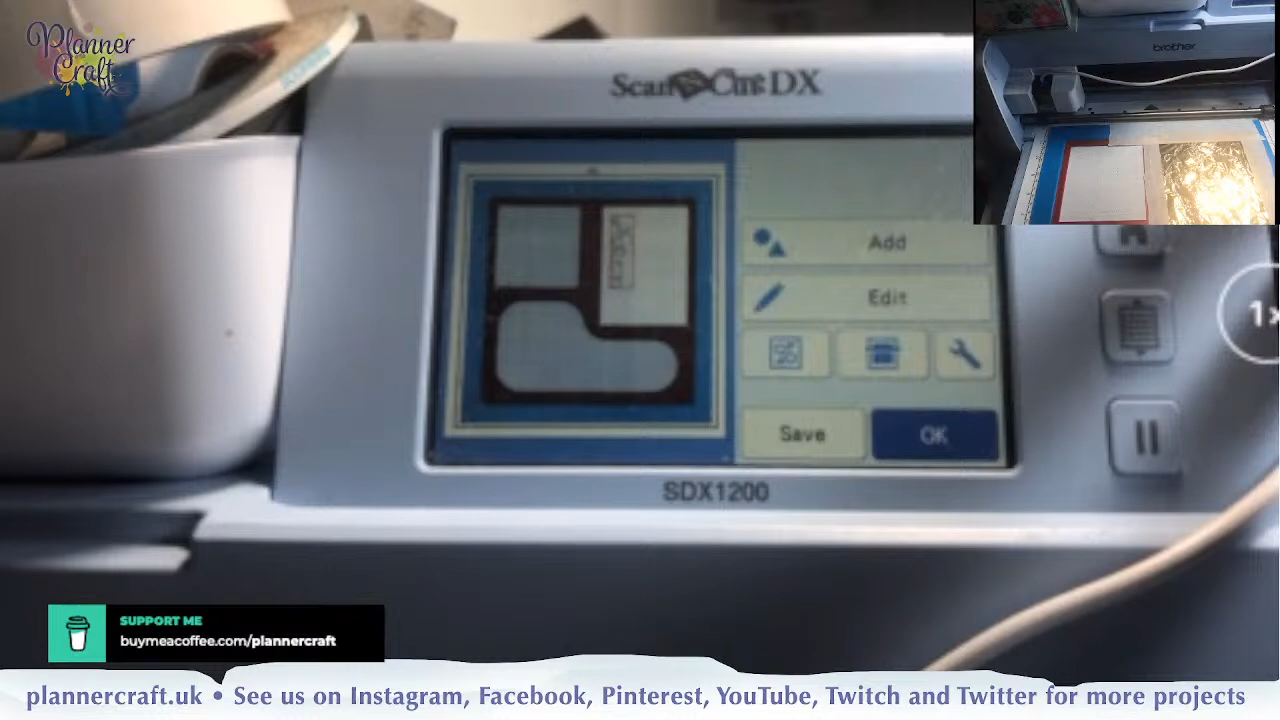 Planner
Craft
brother
ScanNCut DX
Add
Edit
1x
Save
OK
SDX1200
SUPPORT ME
buymeacoffee.com/plannercraft
plannercraft.uk • See us on Instagram, Facebook, Pinterest, YouTube, Twitch and Twitter for more projects